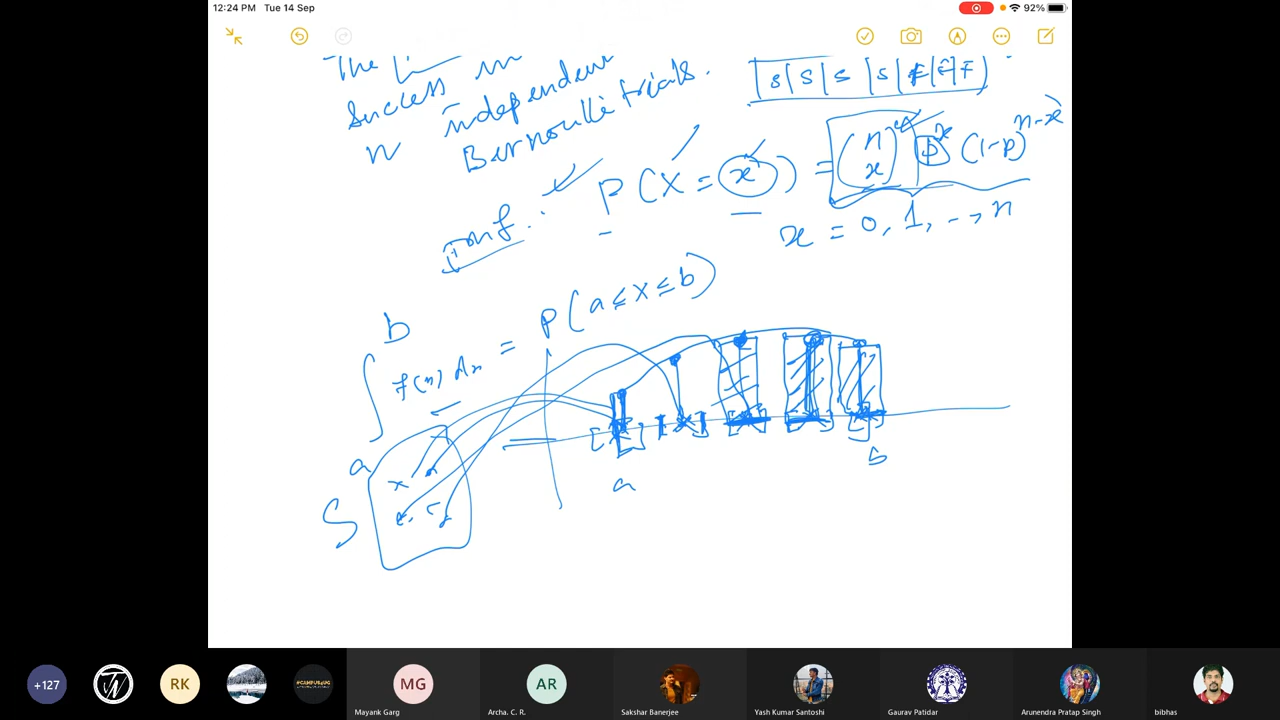 12:24 PM Tue 14 Sep
92%
The
success in
n independent
Bernoulli trials.
|S|S|S|S|F|F|F|
pmf: P(X = x) = (n x) p^x (1-p)^{n-x}
x = 0, 1, .., n
∫_a^b f(x) dx = P(a ≤ X ≤ b)
S
a
b
+127
RK
MG
Mayank Garg
AR
Archa. C. R.
Sakshar Banerjee
Yash Kumar Santoshi
Gaurav Patidar
Arunendra Pratap Singh
bibhas